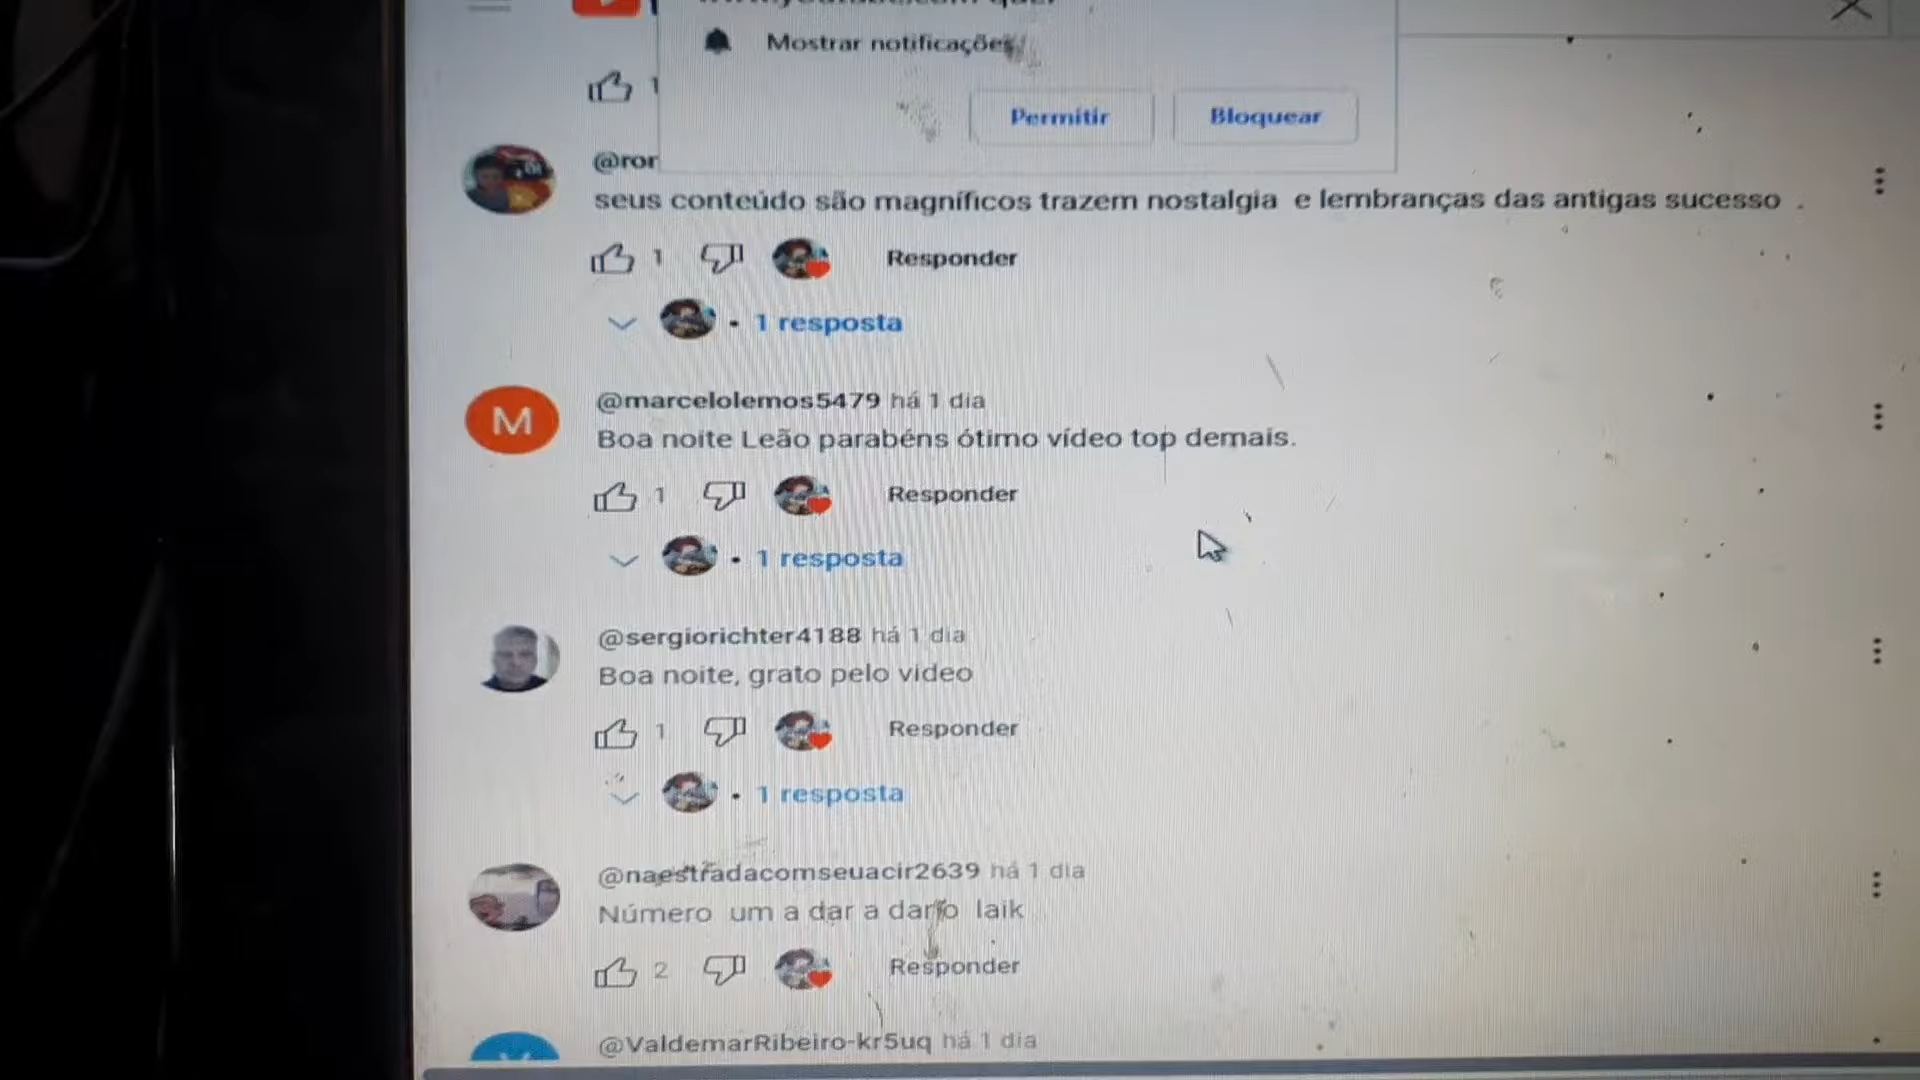 Mostrar notificações
Permitir
Bloquear
@ror
seus conteúdo são magníficos trazem nostalgia e lembranças das antigas sucesso .
1
Responder
1 resposta
M
@marcelolemos5479 há 1 dia
Boa noite Leão parabéns ótimo vídeo top demais.
1
Responder
1 resposta
@sergiorichter4188 há 1 dia
Boa noite, grato pelo video
1
Responder
1 resposta
@naestradacomseuacir2639 há 1 dia
Número um a dar a dar o laik
2
Responder
@ValdemarRibeiro-kr5uq há 1 dia